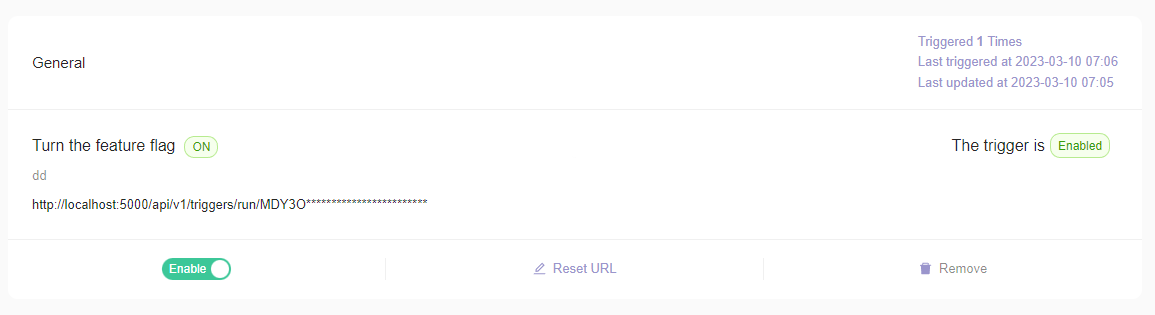 General
Triggered 1 Times
Last triggered at 2023-03-10 07:06
Last updated at 2023-03-10 07:05
Turn the feature flag ON
The trigger is Enabled
dd
http://localhost:5000/api/v1/triggers/run/MDY3O************************
Enable
Reset URL
Remove